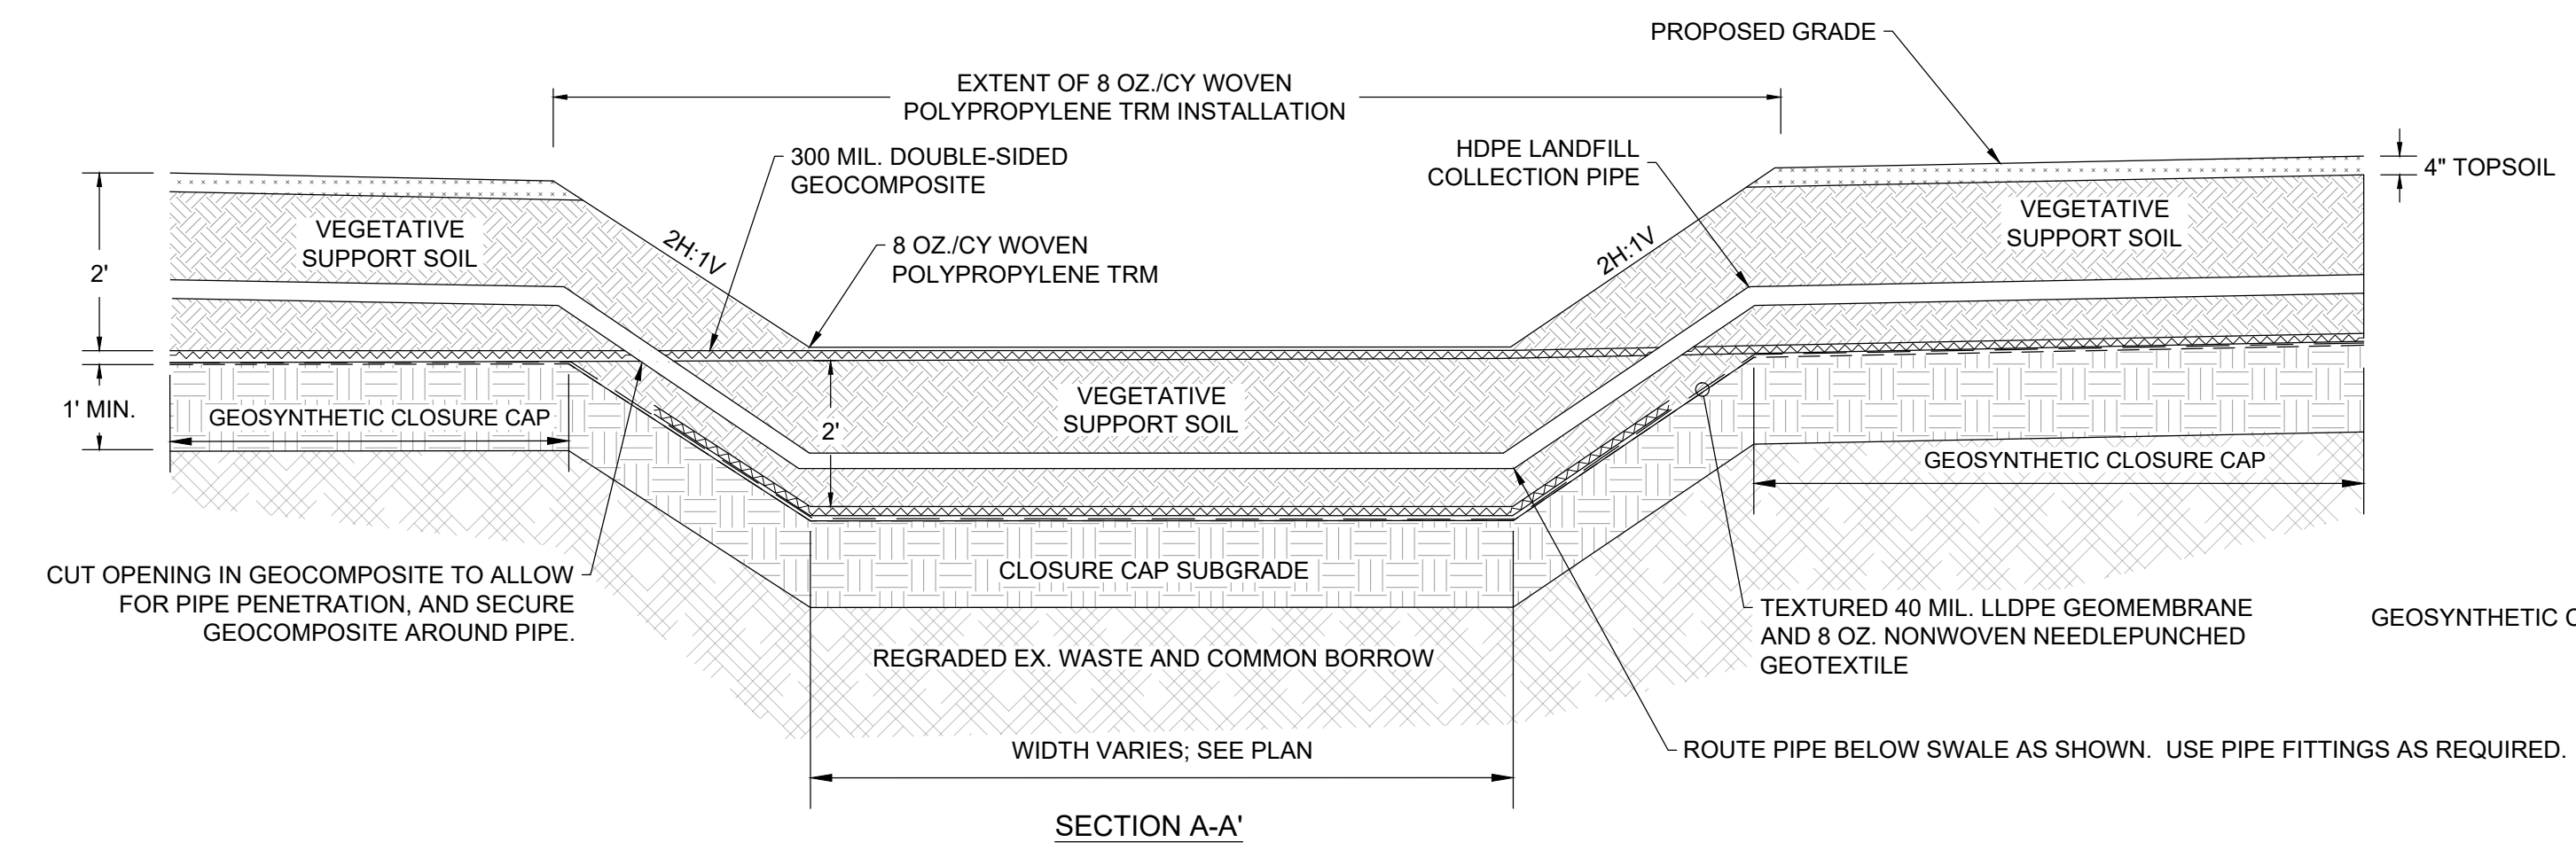 PROPOSED GRADE
EXTENT OF 8 OZ./CY WOVEN
POLYPROPYLENE TRM INSTALLATION
300 MIL. DOUBLE-SIDED
GEOCOMPOSITE
HDPE LANDFILL
COLLECTION PIPE
4" TOPSOIL
VEGETATIVE
SUPPORT SOIL
2H:1V
8 OZ./CY WOVEN
POLYPROPYLENE TRM
2H:1V
VEGETATIVE
SUPPORT SOIL
2'
1' MIN.
GEOSYNTHETIC CLOSURE CAP
VEGETATIVE
SUPPORT SOIL
2'
GEOSYNTHETIC CLOSURE CAP
CUT OPENING IN GEOCOMPOSITE TO ALLOW
FOR PIPE PENETRATION, AND SECURE
GEOCOMPOSITE AROUND PIPE.
CLOSURE CAP SUBGRADE
TEXTURED 40 MIL. LLDPE GEOMEMBRANE
AND 8 OZ. NONWOVEN NEEDLEPUNCHED
GEOTEXTILE
GEOSYNTHETIC
REGRADED EX. WASTE AND COMMON BORROW
WIDTH VARIES; SEE PLAN
ROUTE PIPE BELOW SWALE AS SHOWN. USE PIPE FITTINGS AS REQUIRED.
SECTION A-A'